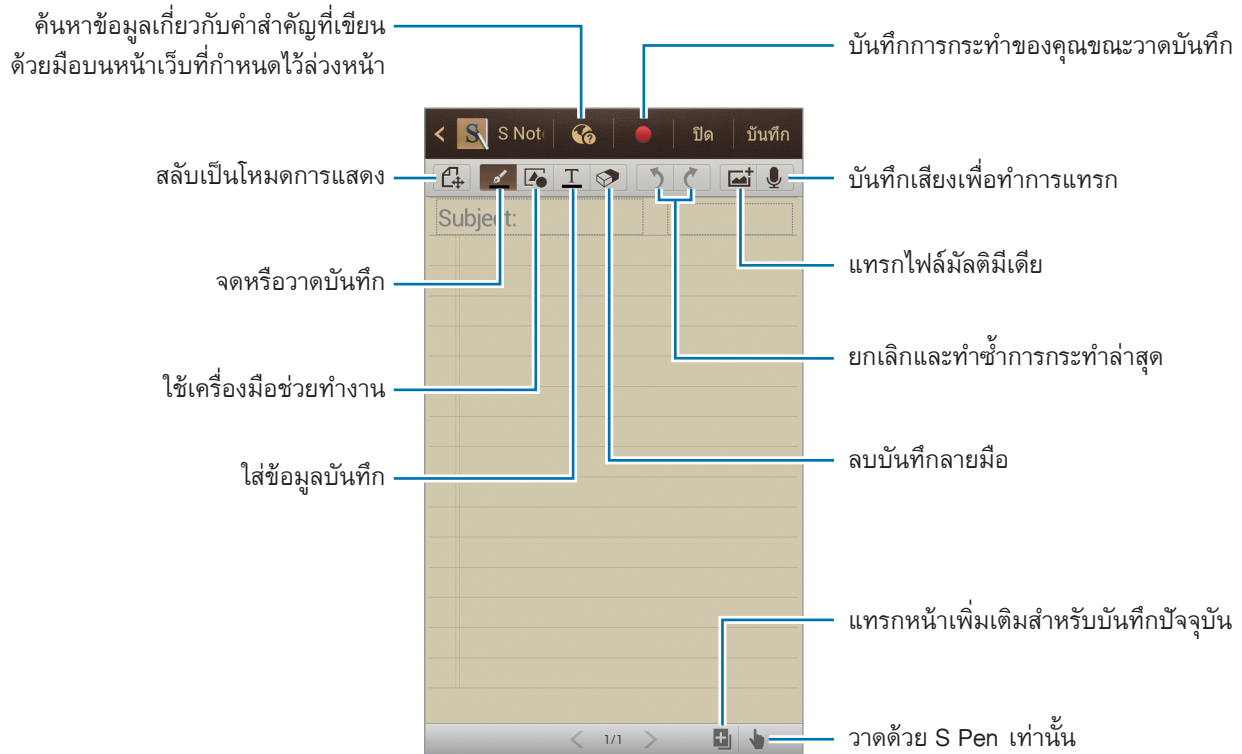 ค้นหาข้อมูลเกี่ยวกับคำสำคัญที่เขียน
ด้วยมือบนหน้าเว็บที่กำหนดไว้ล่วงหน้า
บันทึกการกระทำของคุณขณะวาดบันทึก
S Not
ปิด
บันทึก
สลับเป็นโหมดการแสดง
บันทึกเสียงเพื่อทำการแทรก
Subject:
จดหรือวาดบันทึก
แทรกไฟล์มัลติมีเดีย
ยกเลิกและทำซ้ำการกระทำล่าสุด
ใช้เครื่องมือช่วยทำงาน
ลบบันทึกลายมือ
ใส่ข้อมูลบันทึก
แทรกหน้าเพิ่มเติมสำหรับบันทึกปัจจุบัน
1/1
วาดด้วย S Pen เท่านั้น